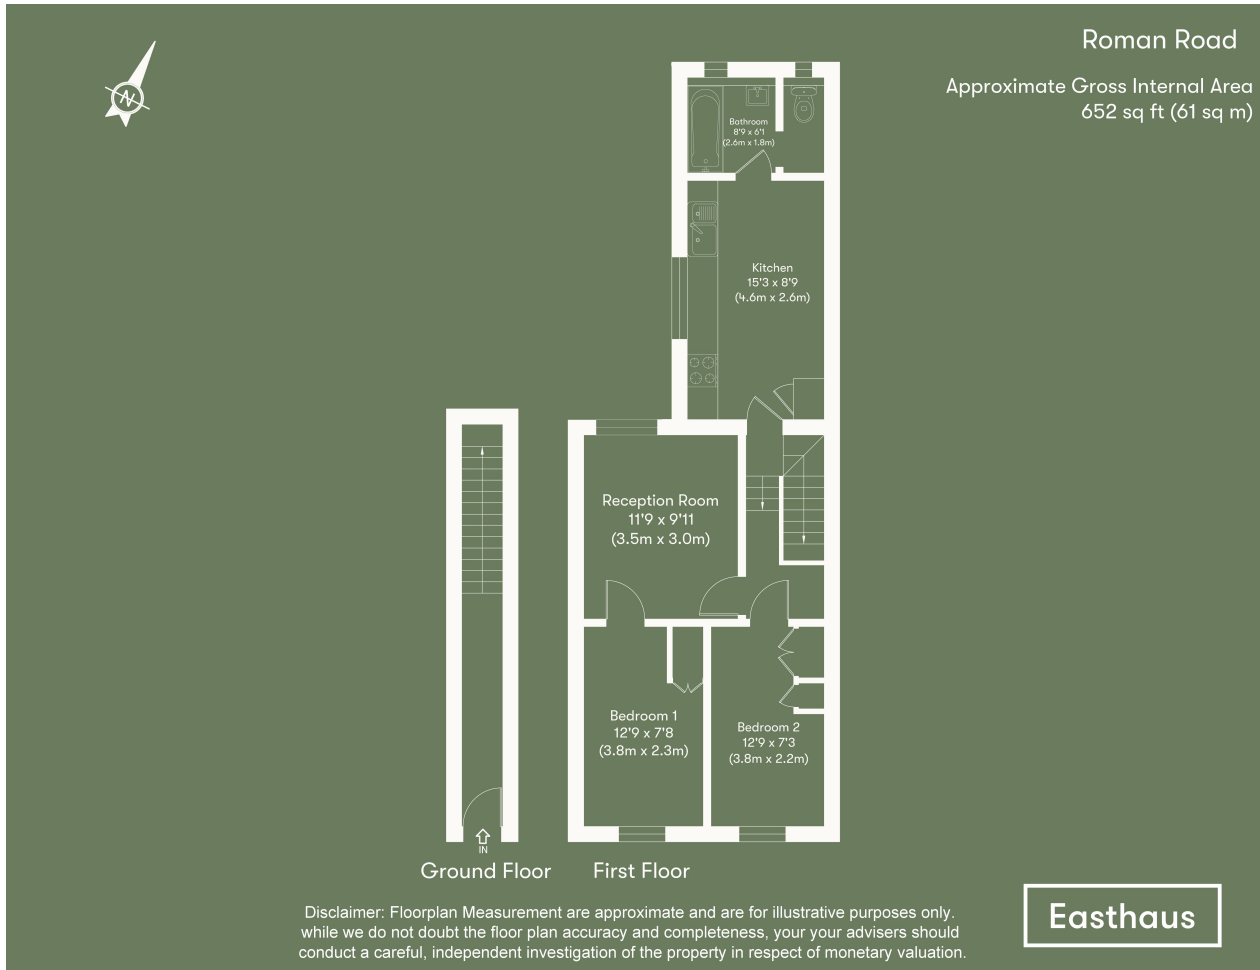 Roman Road
Approximate Gross Internal Area
652 sq ft (61 sq m)
N
Bathroom
8'9 x 6'1
(2.6m x 1.8m)
Kitchen
15'3 x 8'9
(4.6m x 2.6m)
Reception Room
11'9 x 9'11
(3.5m x 3.0m)
Bedroom 1
12'9 x 7'8
(3.8m x 2.3m)
Bedroom 2
12'9 x 7'3
(3.8m x 2.2m)
IN
Ground Floor
First Floor
Disclaimer: Floorplan Measurement are approximate and are for illustrative purposes only.
while we do not doubt the floor plan accuracy and completeness, your your advisers should
conduct a careful, independent investigation of the property in respect of monetary valuation.
Easthaus